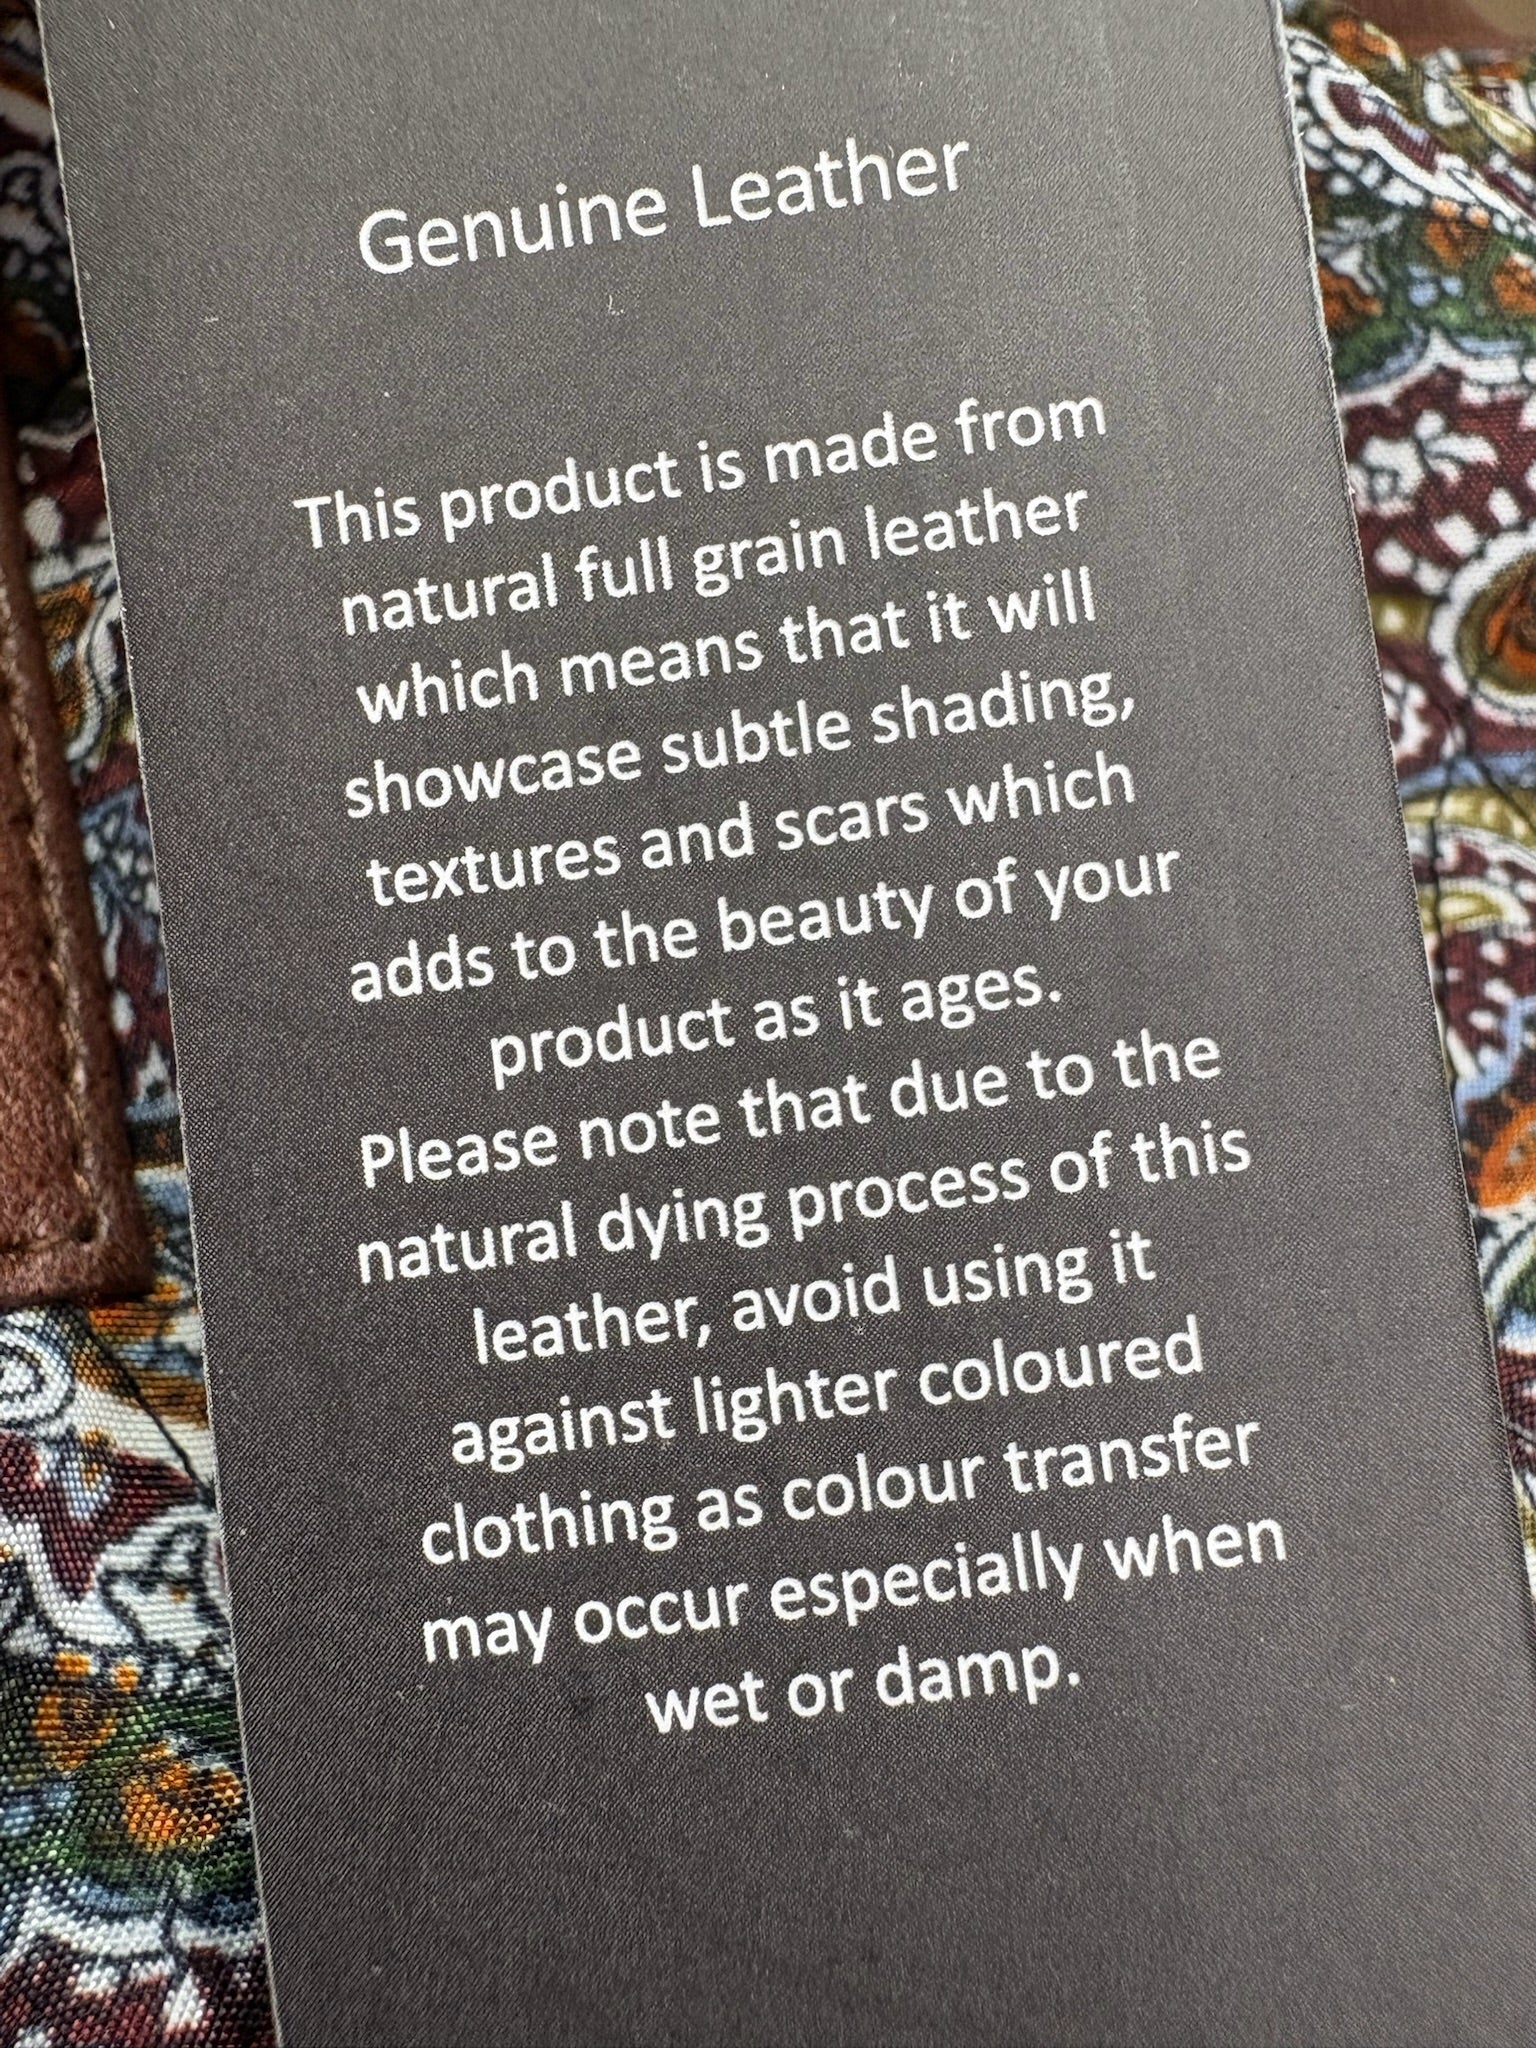 Genuine Leather
This product is made from
natural full grain leather
which means that it will
showcase subtle shading,
textures and scars which
adds to the beauty of your
product as it ages.
Please note that due to the
natural dying process of this
leather, avoid using it
against lighter coloured
clothing as colour transfer
may occur especially when
wet or damp.